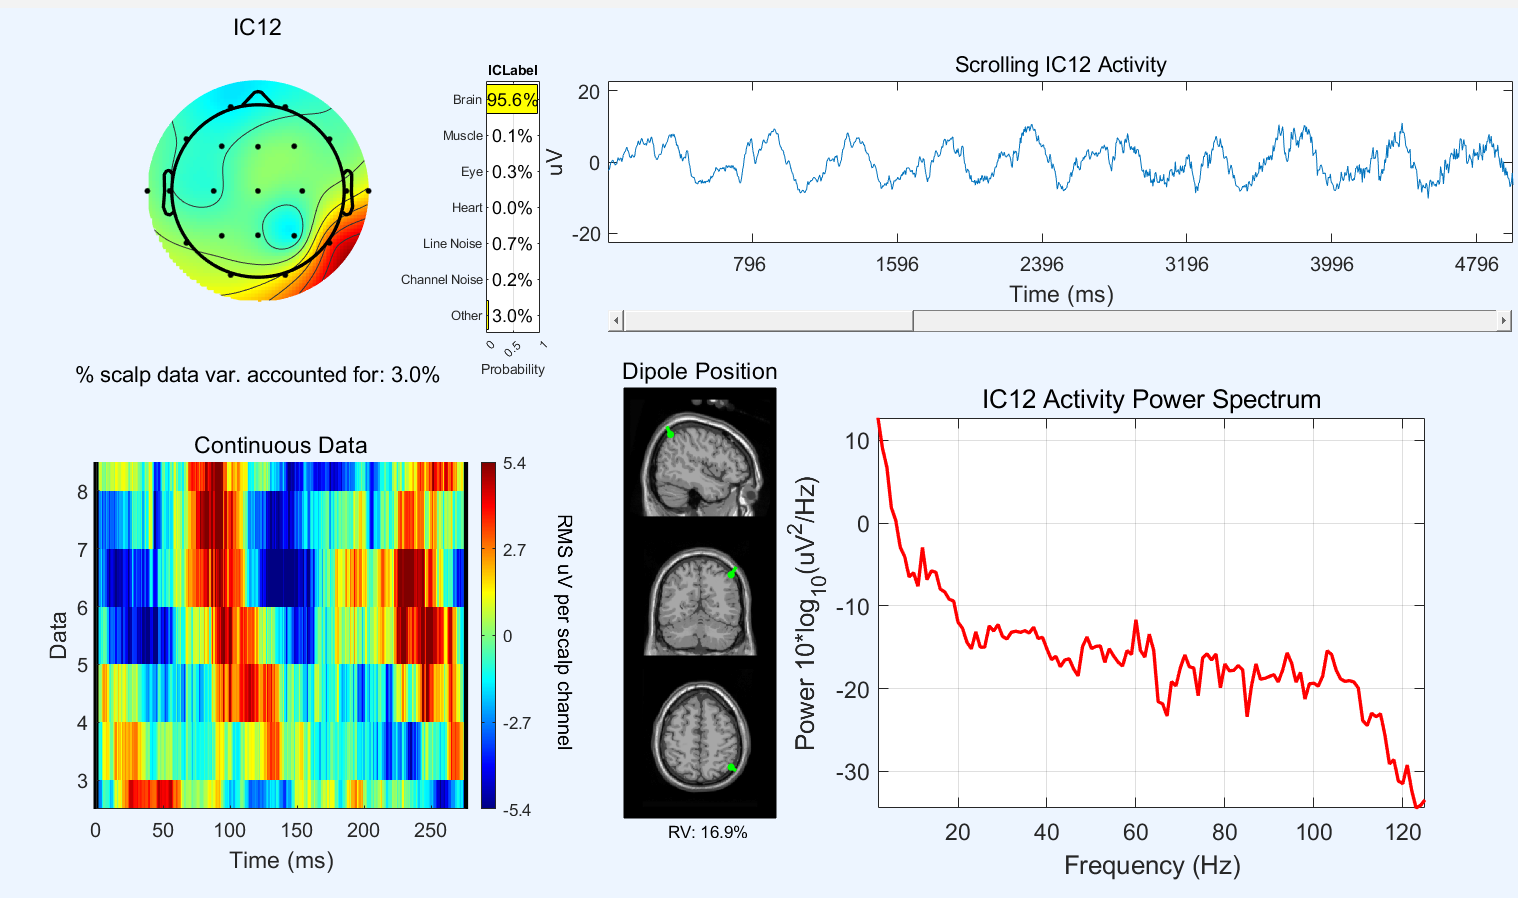 IC12
ICLabel
Brain 95.6%
Muscle 0.1%
Eye 0.3%
Heart 0.0%
Line Noise 0.7%
Channel Noise 0.2%
Other 3.0%
0 0.5 1
Probability
% scalp data var. accounted for: 3.0%
Scrolling IC12 Activity
uV
20
0
-20
796 1596 2396 3196 3996 4796
Time (ms)
Continuous Data
Data
8
7
6
5
4
3
0 50 100 150 200 250
Time (ms)
5.4
2.7
0
-2.7
-5.4
RMS uV per scalp channel
Dipole Position
RV: 16.9%
IC12 Activity Power Spectrum
Power 10*log10(uV2/Hz)
10
0
-10
-20
-30
20 40 60 80 100 120
Frequency (Hz)